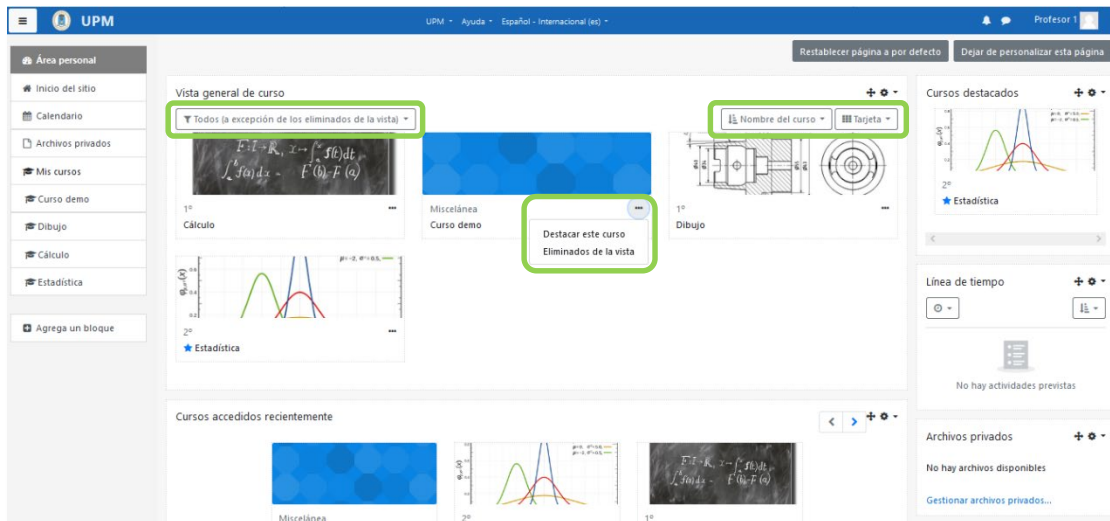 UPM
UPM Ayuda Español - Internacional (es)
Profesor 1
Restablecer página a por defecto
Dejar de personalizar esta página
Área personal
Inicio del sitio
Calendario
Archivos privados
Mis cursos
Curso demo
Dibujo
Cálculo
Estadística
Agrega un bloque
Vista general de curso
Todos (a excepción de los eliminados de la vista)
Nombre del curso
Tarjeta
1º
Cálculo
Miscelánea
Curso demo
Destacar este curso
Eliminados de la vista
1º
Dibujo
2º
Estadística
Cursos accedidos recientemente
Miscelánea
2º
1º
Cursos destacados
2º
Estadística
Línea de tiempo
No hay actividades previstas
Archivos privados
No hay archivos disponibles
Gestionar archivos privados...